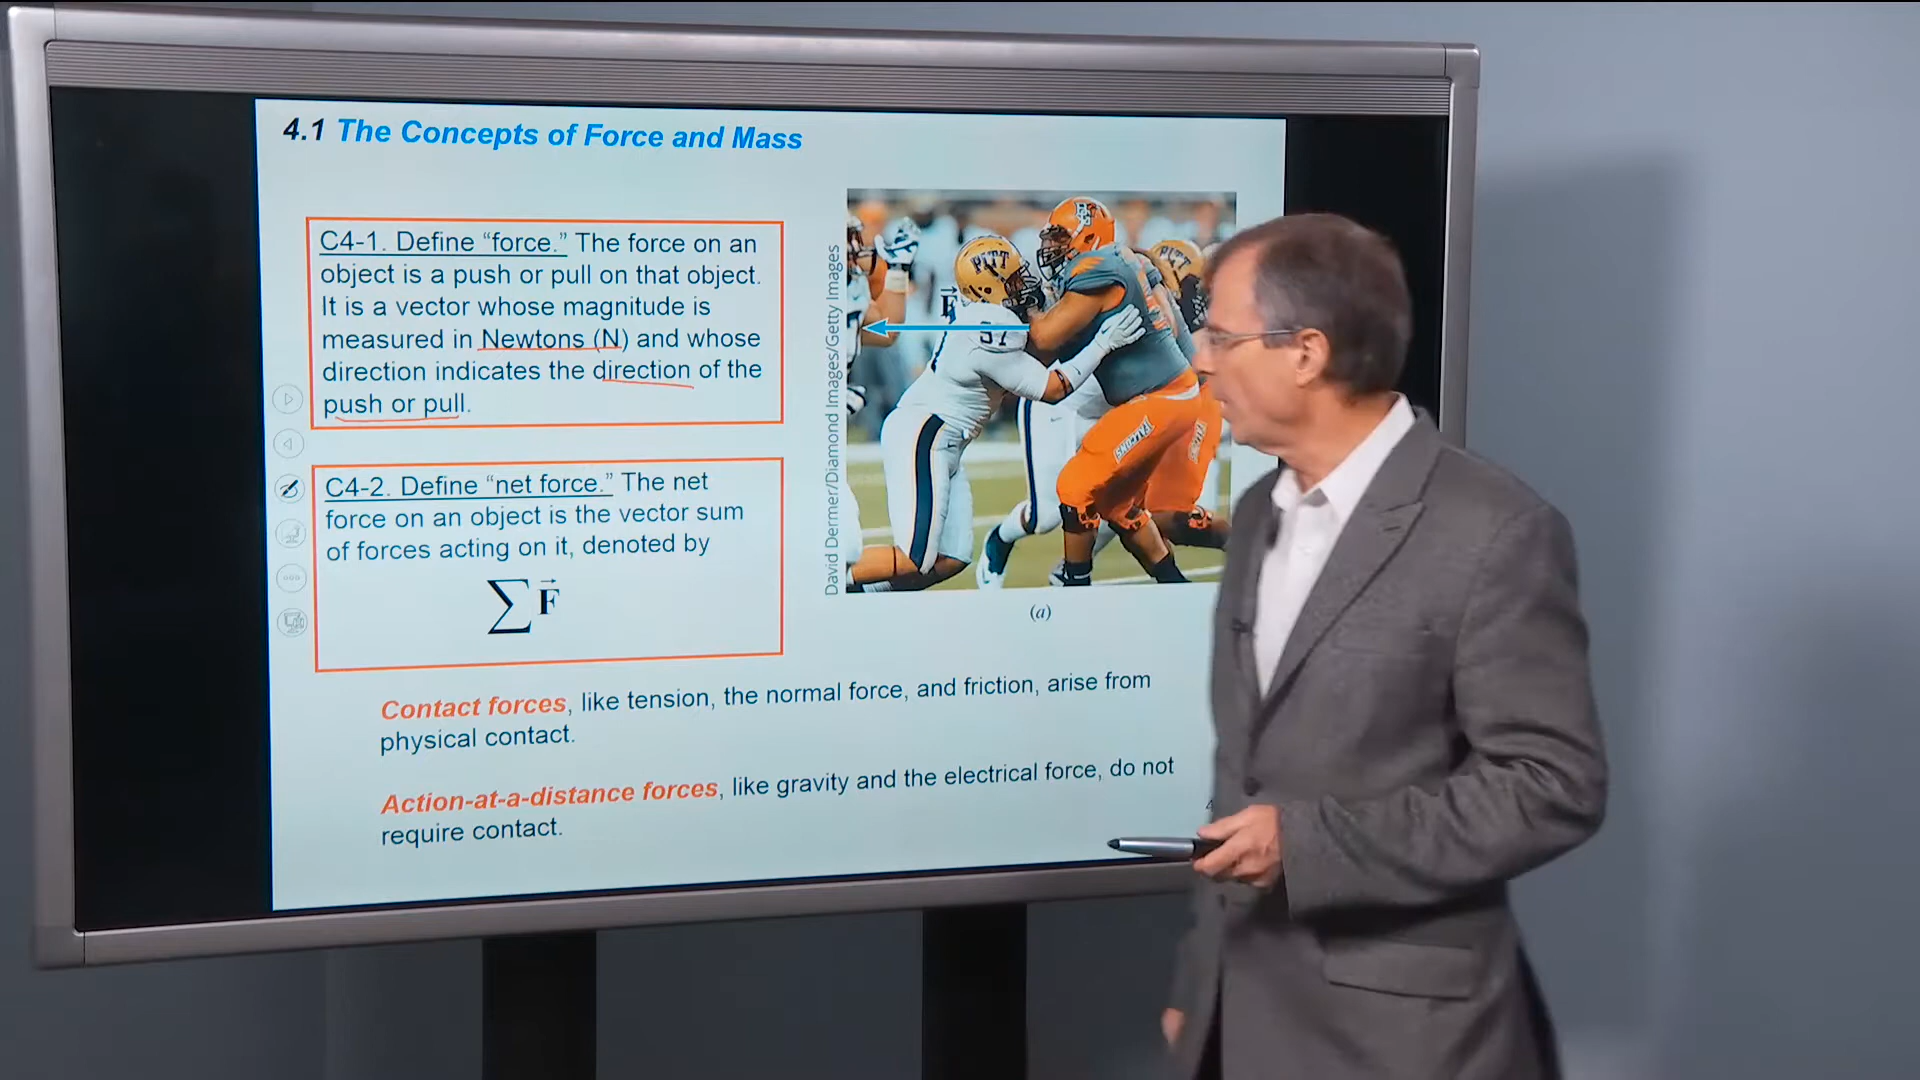 4.1 The Concepts of Force and Mass
C4-1. Define “force.” The force on an
object is a push or pull on that object.
It is a vector whose magnitude is
measured in Newtons (N) and whose
direction indicates the direction of the
push or pull.
C4-2. Define “net force.” The net
force on an object is the vector sum
of forces acting on it, denoted by
∑ F⃗
David Dermer/Diamond Images/Getty Images
PITT
F⃗
97
PITT
FALCONS
FALCONS
(a)
Contact forces, like tension, the normal force, and friction, arise from
physical contact.
Action-at-a-distance forces, like gravity and the electrical force, do not
require contact.
4